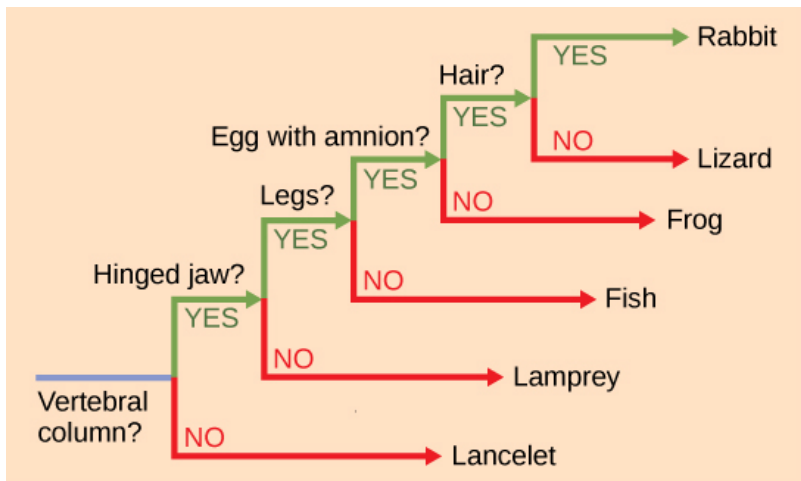 Rabbit
YES
Hair?
YES
NO
Lizard
Egg with amnion?
YES
NO
Frog
Legs?
YES
NO
Fish
Hinged jaw?
YES
NO
Lamprey
Vertebral
column?
NO
Lancelet